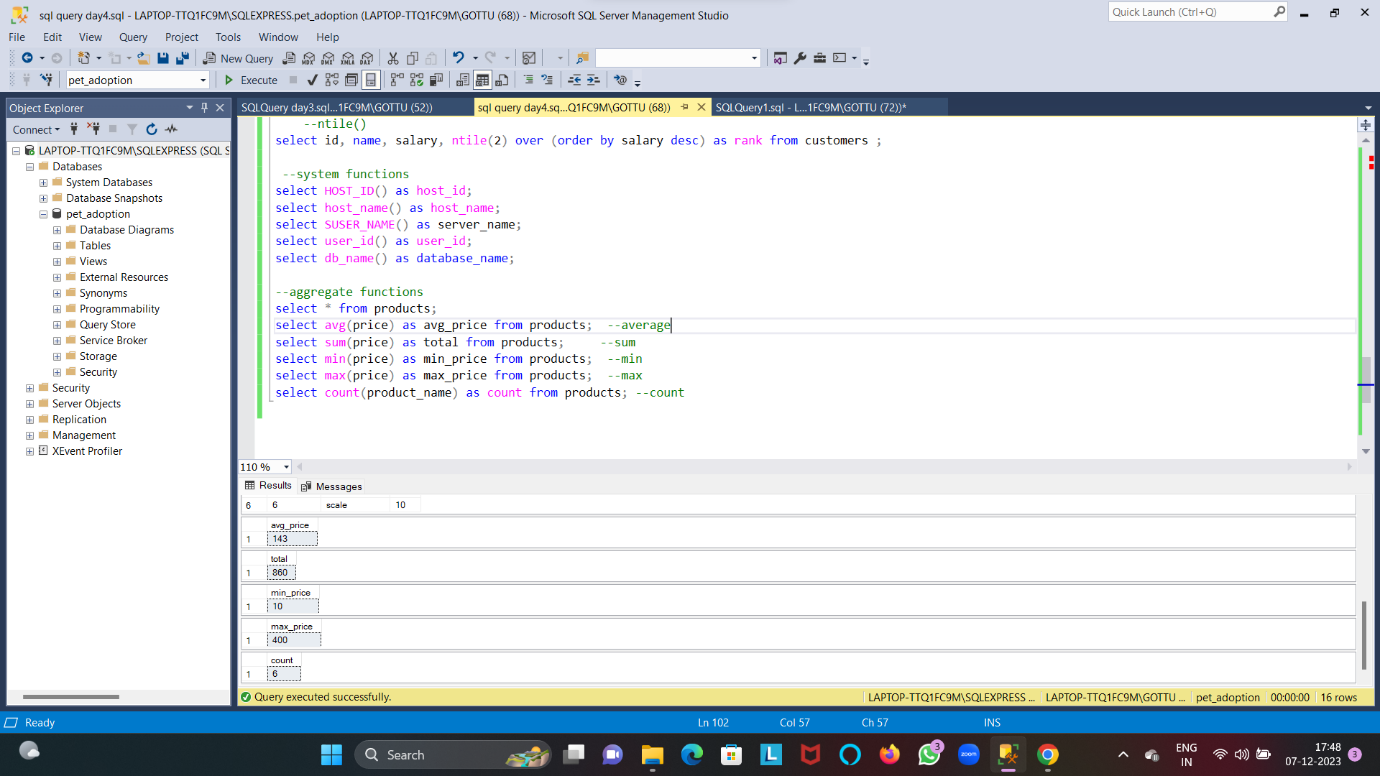 sql query day4.sql - LAPTOP-TTQ1FC9M\SQLEXPRESS.pet_adoption (LAPTOP-TTQ1FC9M\GOTTU (68)) - Microsoft SQL Server Management Studio
Quick Launch (Ctrl+Q)
File Edit View Query Project Tools Window Help
New Query
pet_adoption
Execute
Object Explorer
SQLQuery day3.sql...1FC9M\GOTTU (52))
sql query day4.sq...Q1FC9M\GOTTU (68))
SQLQuery1.sql - L...1FC9M\GOTTU (72))*
Connect
LAPTOP-TTQ1FC9M\SQLEXPRESS (SQL S
Databases
System Databases
Database Snapshots
pet_adoption
Database Diagrams
Tables
Views
External Resources
Synonyms
Programmability
Query Store
Service Broker
Storage
Security
Security
Server Objects
Replication
Management
XEvent Profiler
--ntile()
select id, name, salary, ntile(2) over (order by salary desc) as rank from customers ;
--system functions
select HOST_ID() as host_id;
select host_name() as host_name;
select SUSER_NAME() as server_name;
select user_id() as user_id;
select db_name() as database_name;
--aggregate functions
select * from products;
select avg(price) as avg_price from products; --average
select sum(price) as total from products; --sum
select min(price) as min_price from products; --min
select max(price) as max_price from products; --max
select count(product_name) as count from products; --count
110 %
Results Messages
6 6 scale 10
avg_price
1 143
total
1 860
min_price
1 10
max_price
1 400
count
1 6
Query executed successfully.
LAPTOP-TTQ1FC9M\SQLEXPRESS ... LAPTOP-TTQ1FC9M\GOTTU ... pet_adoption 00:00:00 16 rows
Ready
Ln 102 Col 57 Ch 57 INS
Search
L
3
zoom
ENG
IN
17:48
07-12-2023
3